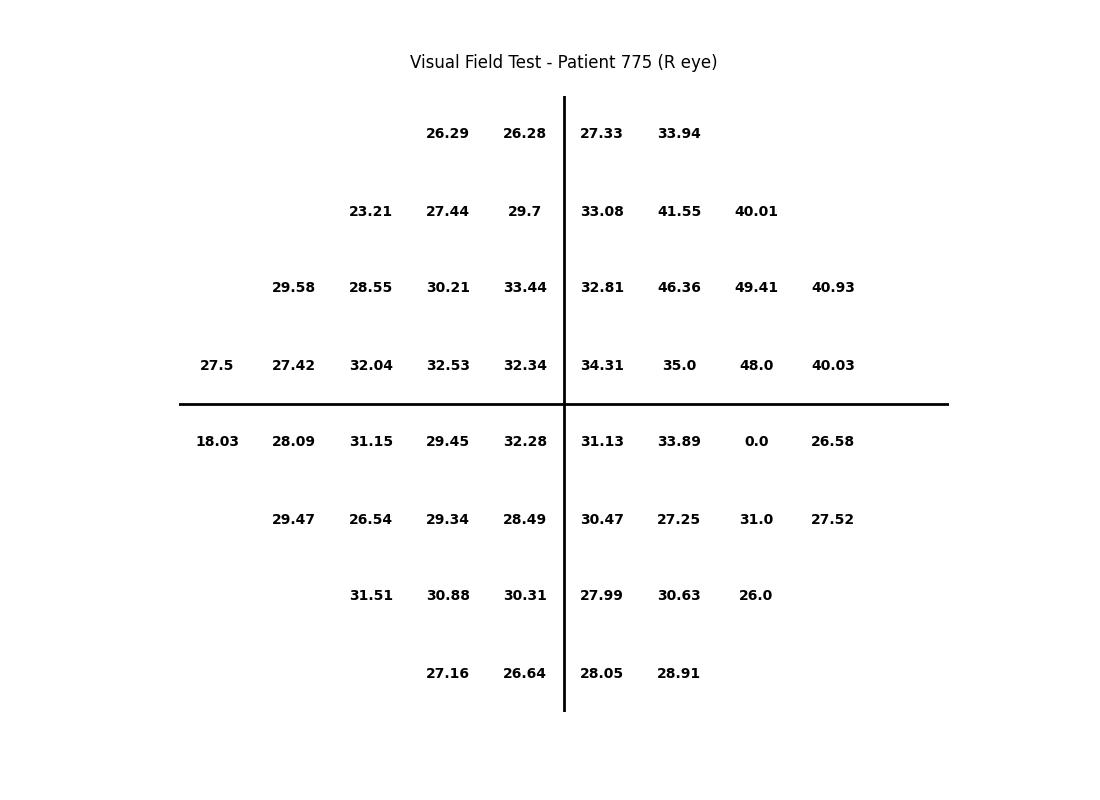 Visual Field Test - Patient 775 (R eye)
26.29 26.28 27.33 33.94
23.21 27.44 29.7 33.08 41.55 40.01
29.58 28.55 30.21 33.44 32.81 46.36 49.41 40.93
27.5 27.42 32.04 32.53 32.34 34.31 35.0 48.0 40.03
18.03 28.09 31.15 29.45 32.28 31.13 33.89 0.0 26.58
29.47 26.54 29.34 28.49 30.47 27.25 31.0 27.52
31.51 30.88 30.31 27.99 30.63 26.0
27.16 26.64 28.05 28.91